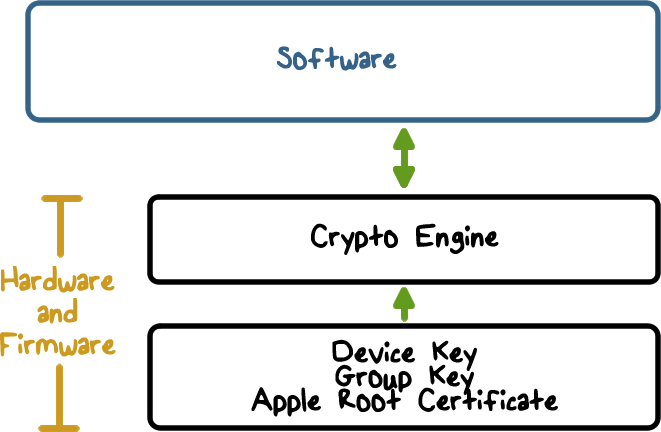 Software
Crypto Engine
Hardware
and
Firmware
Device Key
Group Key
Apple Root Certificate